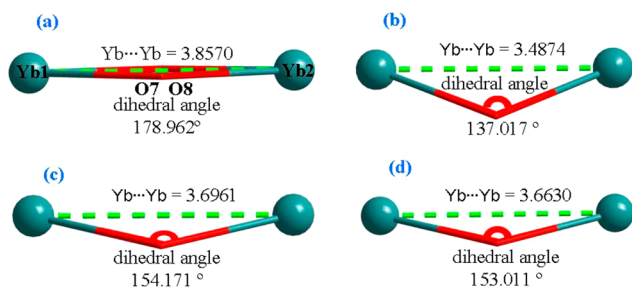 (a)
Yb···Yb = 3.8570
Yb1
Yb2
O7 O8
dihedral angle
178.962°
(b)
Yb···Yb = 3.4874
dihedral angle
137.017 °
(c)
Yb···Yb = 3.6961
dihedral angle
154.171 °
(d)
Yb···Yb = 3.6630
dihedral angle
153.011 °